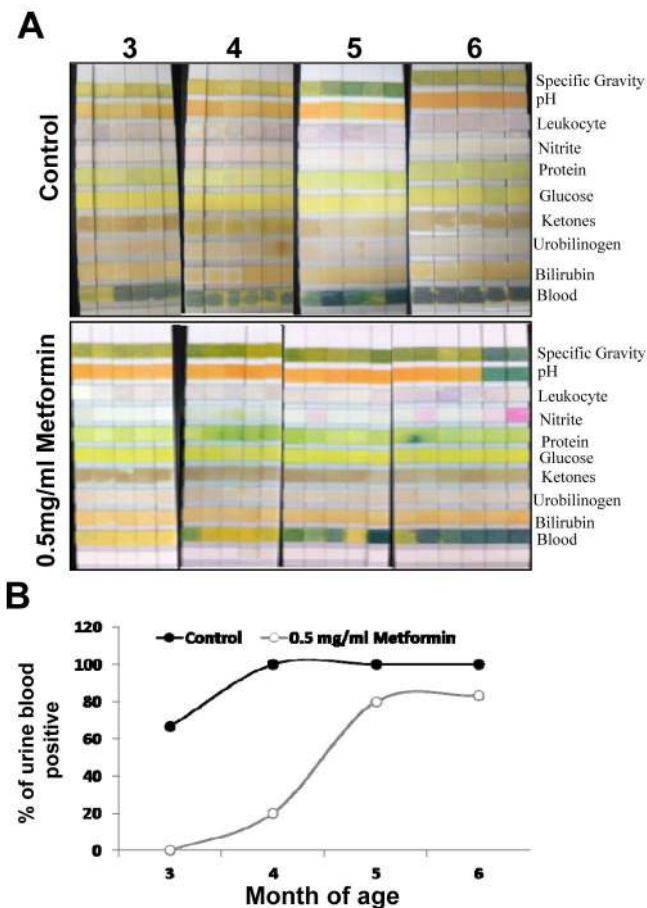 A
3 4 5 6
Control
Specific Gravity
pH
Leukocyte
Nitrite
Protein
Glucose
Ketones
Urobilinogen
Bilirubin
Blood
0.5mg/ml Metformin
Specific Gravity
pH
Leukocyte
Nitrite
Protein
Glucose
Ketones
Urobilinogen
Bilirubin
Blood
B
Control 0.5 mg/ml Metformin
% of urine blood
positive
120
100
80
60
40
20
0
3 4 5 6
Month of age